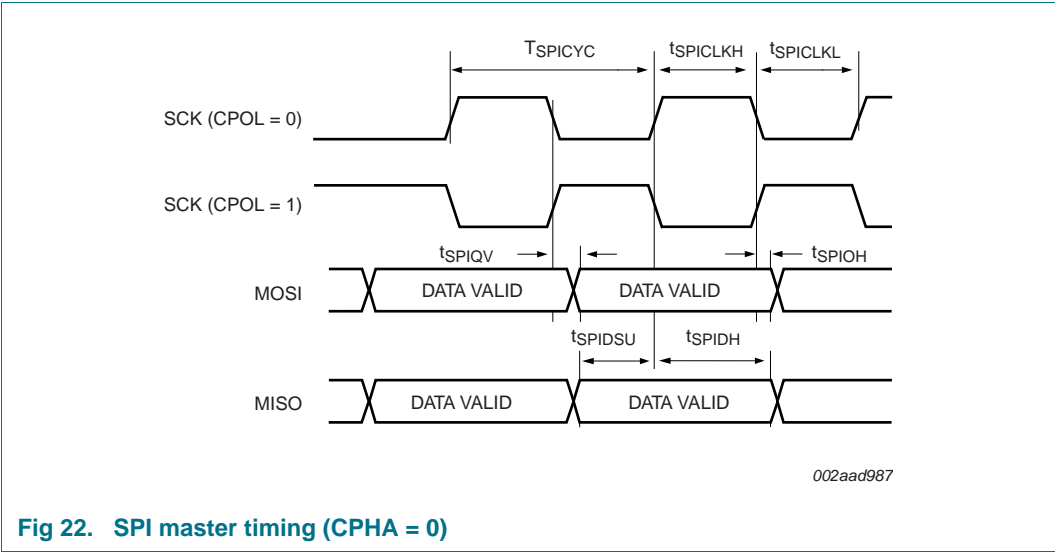 TSPICYC tSPICLKH tSPICLKL
SCK (CPOL = 0)
SCK (CPOL = 1)
tSPIQV tSPIOH
MOSI DATA VALID DATA VALID
tSPIDSU tSPIDH
MISO DATA VALID DATA VALID
002aad987
Fig 22. SPI master timing (CPHA = 0)